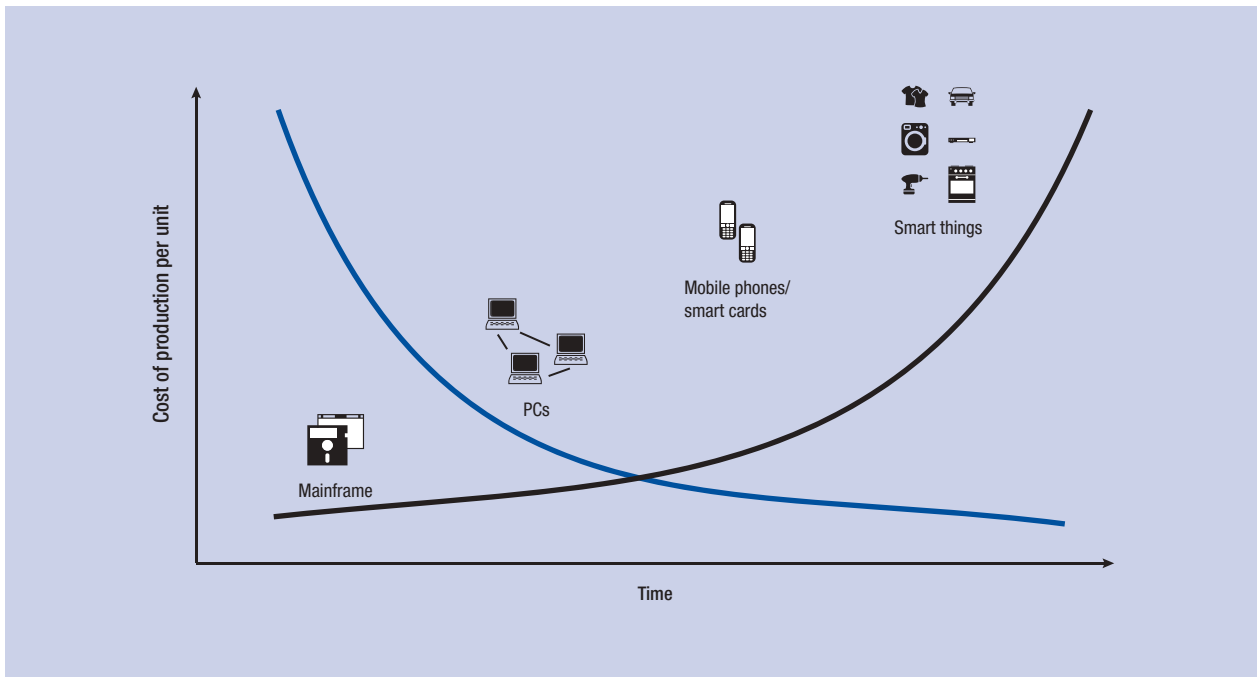 Cost of production per unit
Smart things
Mobile phones/
smart cards
PCs
Mainframe
Time